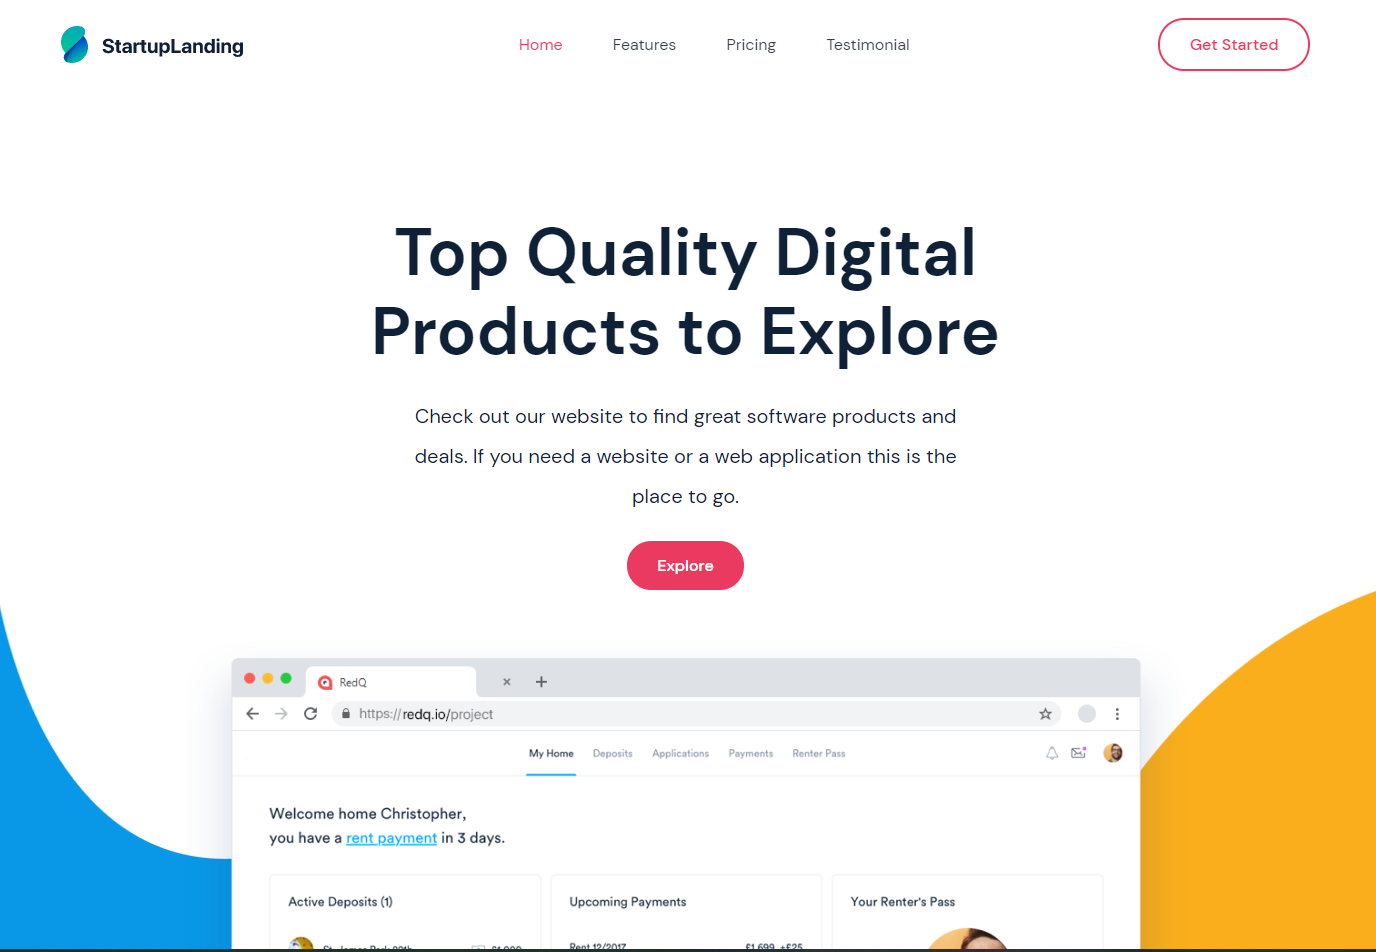 StartupLanding
Home Features Pricing Testimonial
Get Started
Top Quality Digital
Products to Explore
Check out our website to find great software products and
deals. If you need a website or a web application this is the
place to go.
Explore
RedQ
https://redq.io/project
My Home Deposits Applications Payments Renter Pass
Welcome home Christopher,
you have a rent payment in 3 days.
Active Deposits (1)
Upcoming Payments
Your Renter's Pass
Rent 12/2017